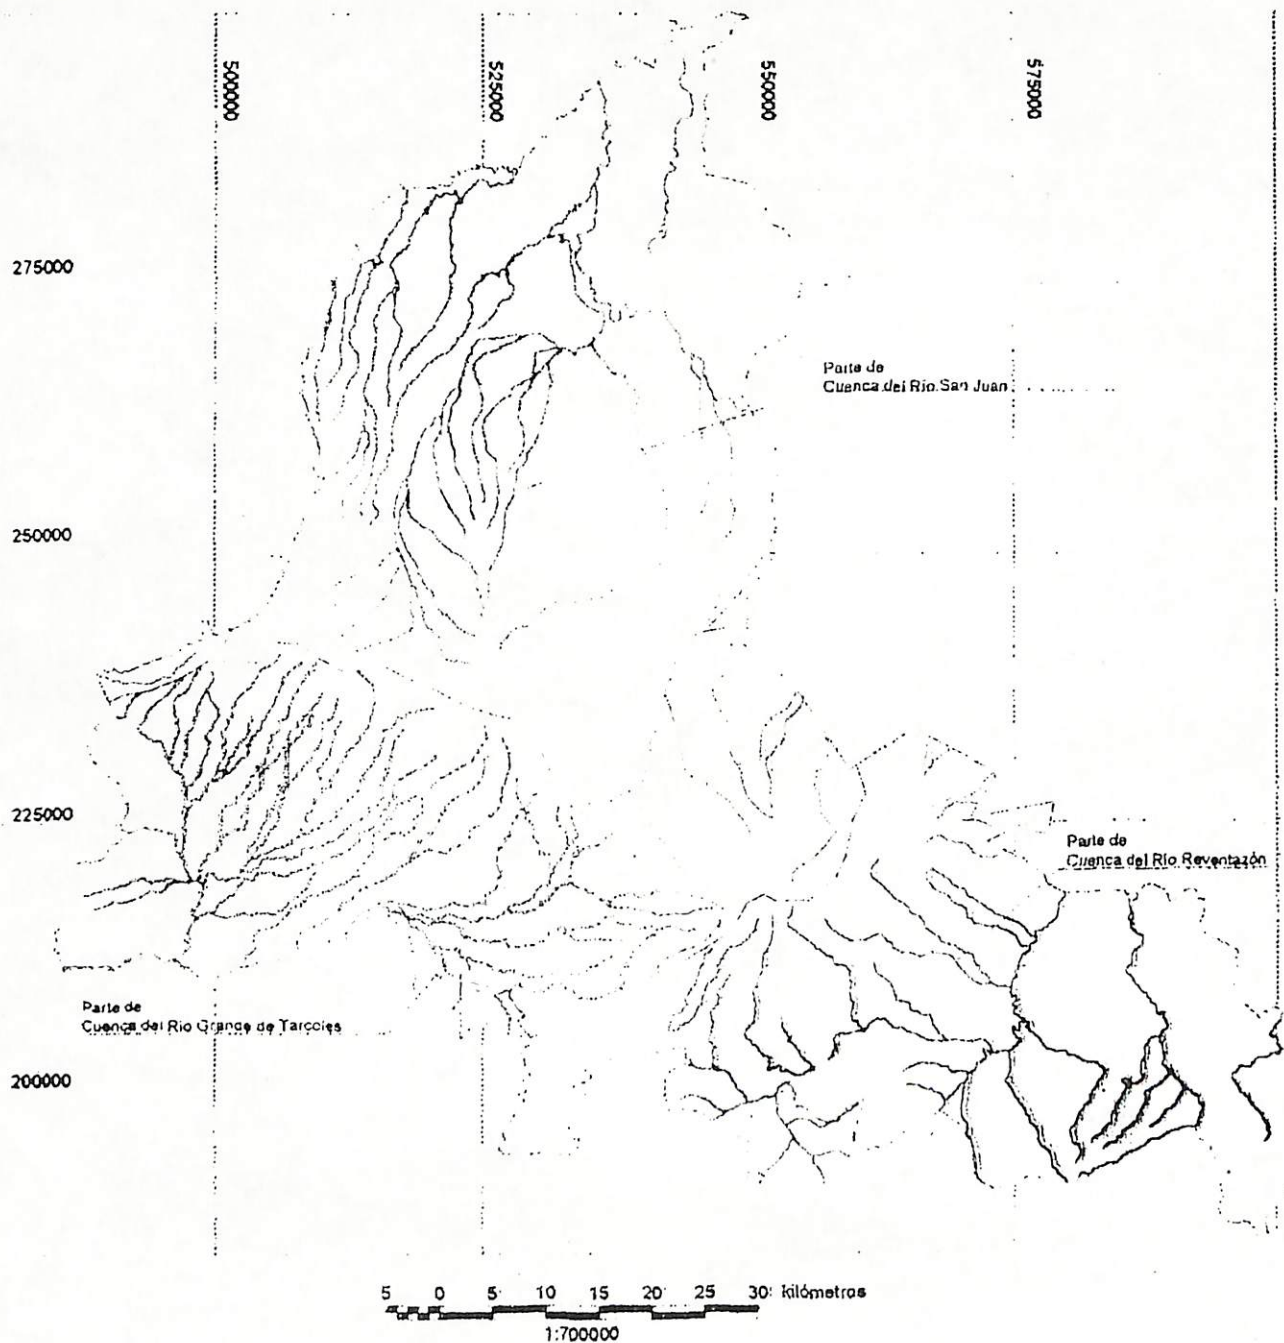 500000
525000
550000
575000
275000
Parte de
Cuenca del Río San Juan
250000
225000
Parte de
Cuenca del Río Reventazón
Parte de
Cuenca del Río Grande de Tarcoles
200000
5 0 5 10 15 20 25 30 kilómetros
1:700000